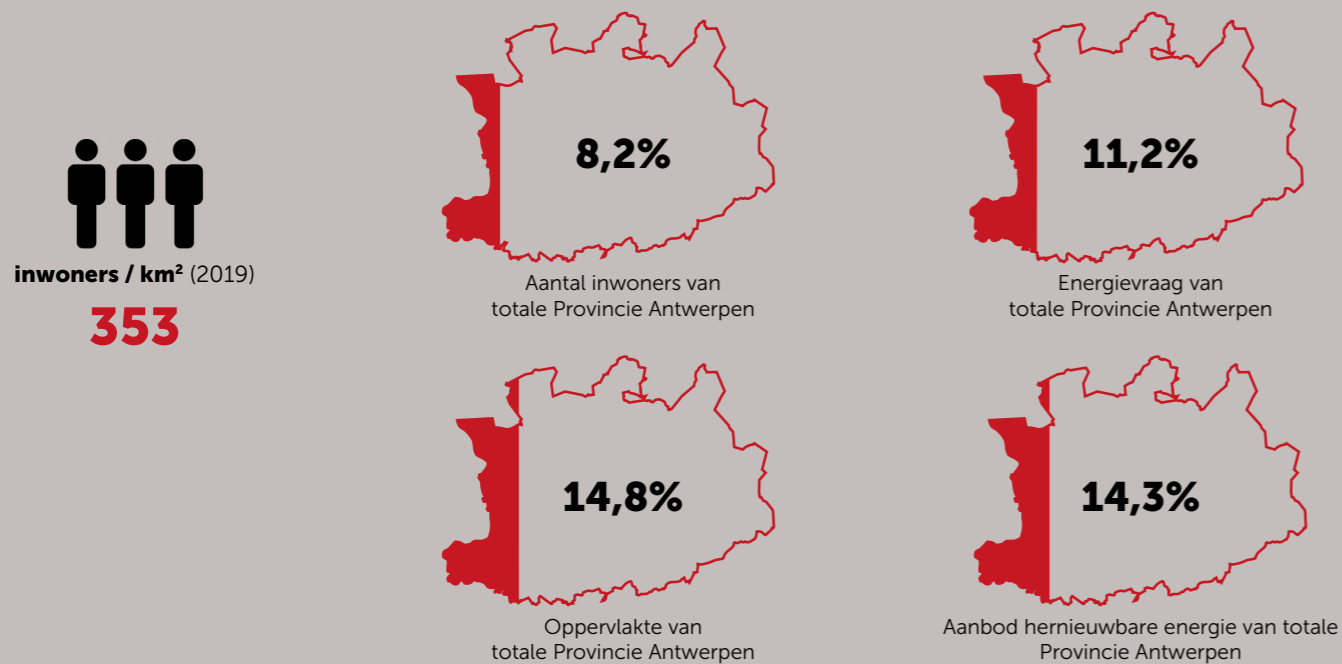 inwoners / km² (2019)
353
8,2%
Aantal inwoners van
totale Provincie Antwerpen
11,2%
Energievraag van
totale Provincie Antwerpen
14,8%
Oppervlakte van
totale Provincie Antwerpen
14,3%
Aanbod hernieuwbare energie van totale
Provincie Antwerpen